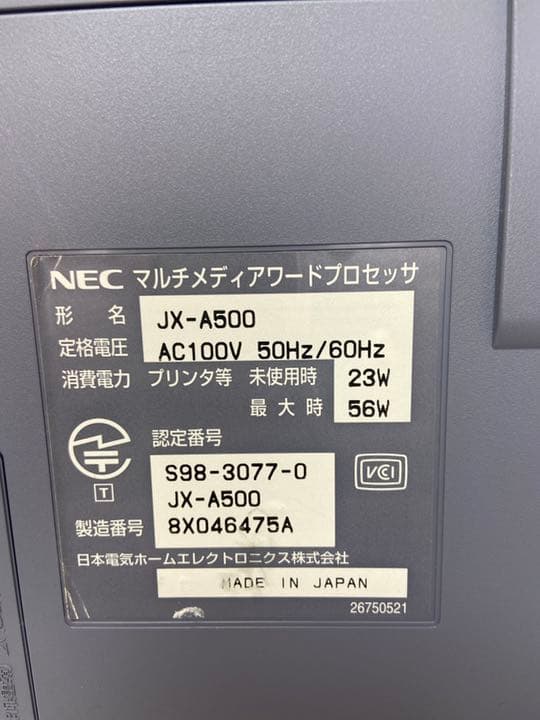 NEC マルチメディアワードプロセッサ
形 名 JX-A500
定格電圧 AC100V 50Hz/60Hz
消費電力 プリンタ等 未使用時 23W
最大時 56W
認定番号
S98-3077-0
T JX-A500
VCI
製造番号 8X046475A
日本電気ホームエレクトロニクス株式会社
MADE IN JAPAN
26750521